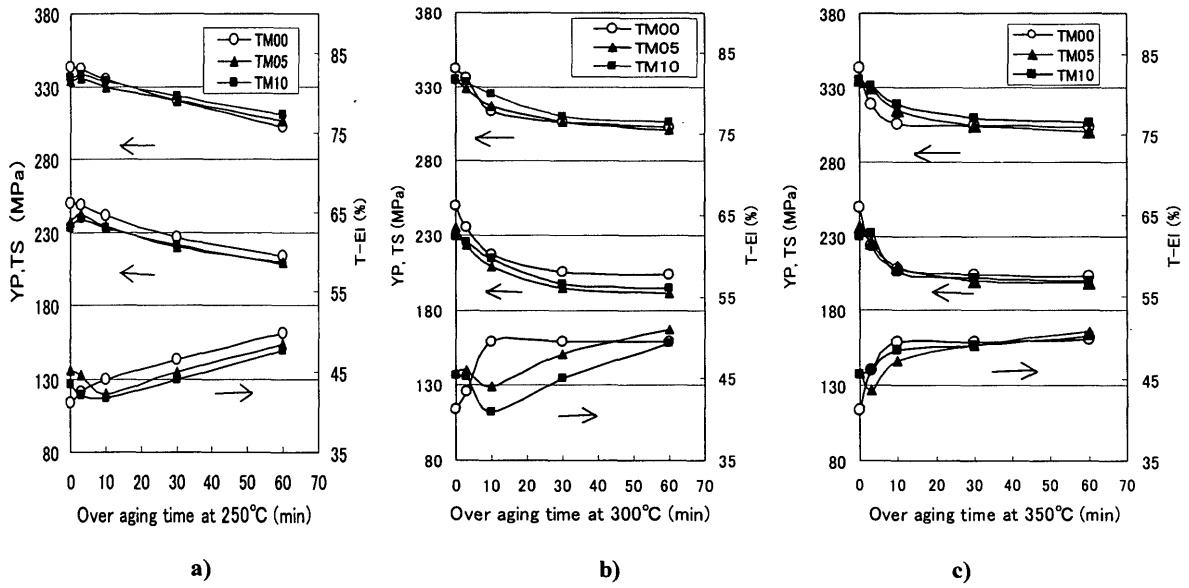 380
330
280
230
180
130
80
YP,TS (MPa)
TM00
TM05
TM10
85
75
65
55
45
35
T-El (%)
0 10 20 30 40 50 60 70
Over aging time at 250°C (min)
a)
380
330
280
230
180
130
80
YP, TS (MPa)
TM00
TM05
TM10
85
75
65
55
45
35
T-El (%)
0 10 20 30 40 50 60 70
Over aging time at 300°C (min)
b)
380
330
280
230
180
130
80
YP, TS (MPa)
TM00
TM05
TM10
85
75
65
55
45
35
T-El (%)
0 10 20 30 40 50 60 70
Over aging time at 350°C (min)
c)